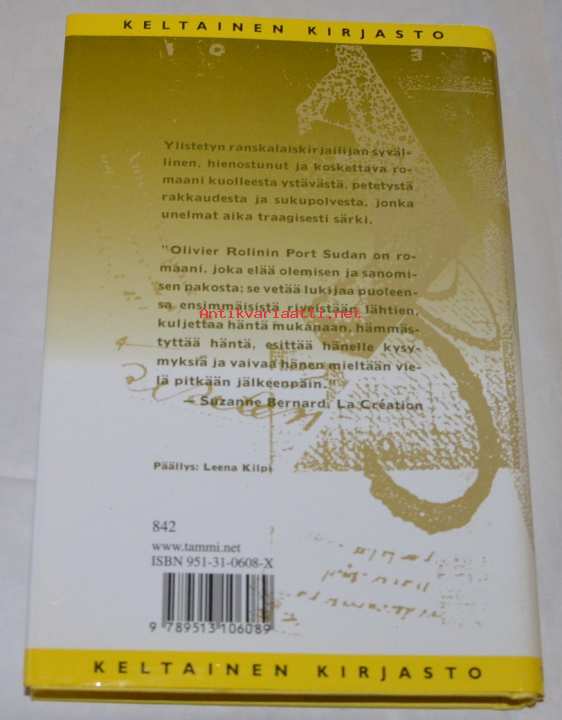 KELTAINEN KIRJASTO
Ylistetyn ranskalaiskirjailijan syväl-
linen, hienostunut ja koskettava ro-
maani kuolleesta ystävästä, petetystä
rakkaudesta ja sukupolvesta, jonka
unelmat aika traagisesti särki.
"Olivier Rolinin Port Sudan on ro-
maani, joka elää olemisen ja sanomi-
sen pakosta; se vetää lukijaa puoleen-
sa ensimmäisistä riveistään lähtien,
Antikvariaatti.net
kuljettaa häntä mukanaan, hämmäs-
tyttää häntä, esittää hänelle kysy-
myksiä ja vaivaa hänen mieltään vie-
lä pitkään jälkeenpäin."
– Suzanne Bernard, La Création
Päällys: Leena Kilpi
842
www.tammi.net
ISBN 951-31-0608-X
9 789513 106089
KELTAINEN KIRJASTO